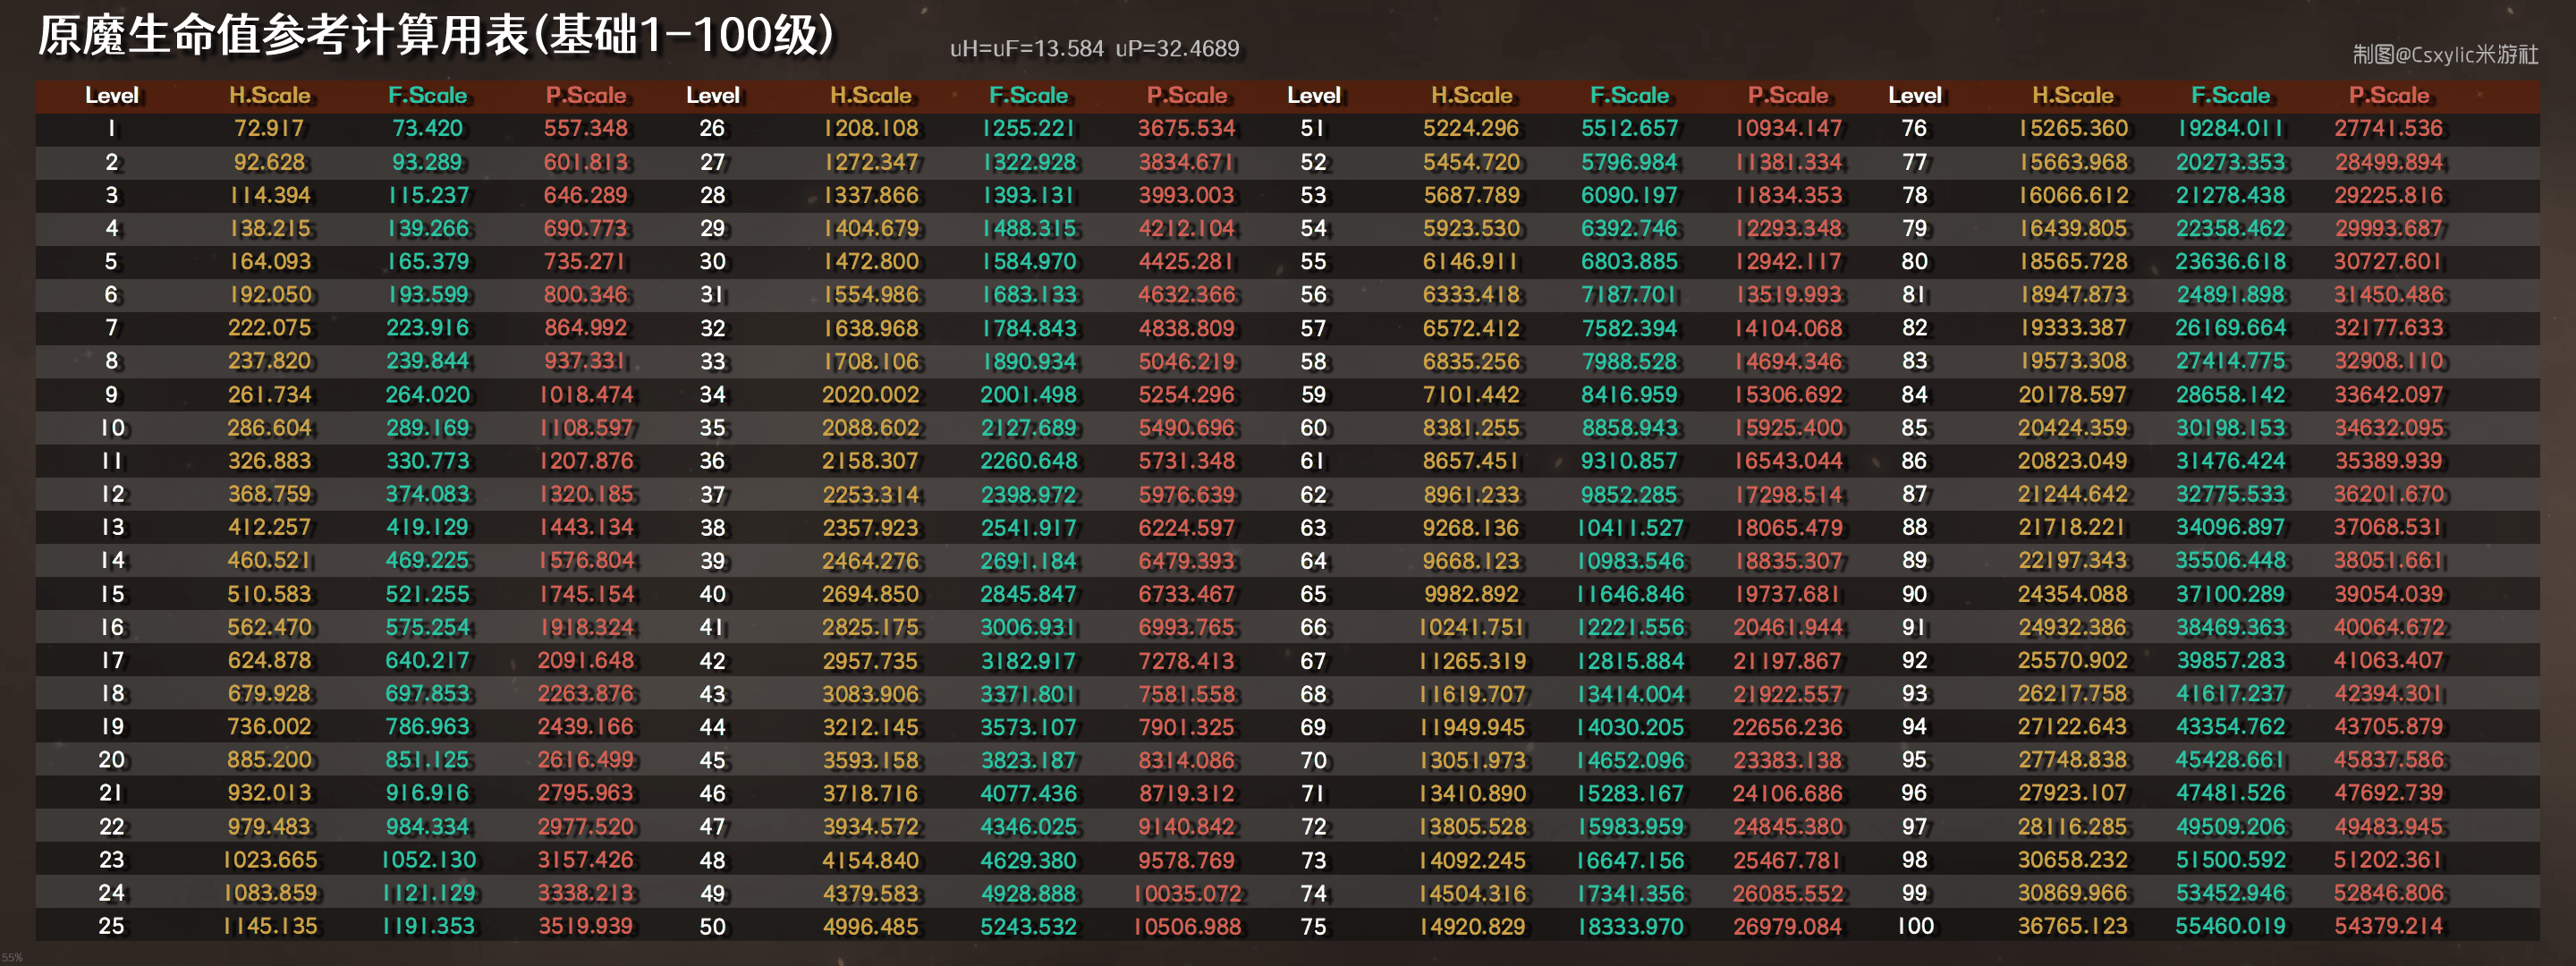 原魔生命值参考计算用表(基础1-100级)
uH=uF=13.584 uP=32.4689
制图@Csxylic米游社
Level H.Scale F.Scale P.Scale Level H.Scale F.Scale P.Scale Level H.Scale F.Scale P.Scale Level H.Scale F.Scale P.Scale
1 72.917 73.420 557.348 26 1208.108 1255.221 3675.534 51 5224.296 5512.657 10934.147 76 15265.360 19284.011 27741.536
2 92.628 93.289 601.813 27 1272.347 1322.928 3834.671 52 5454.720 5796.984 11381.334 77 15663.968 20273.353 28499.894
3 114.394 115.237 646.289 28 1337.866 1393.131 3993.003 53 5687.789 6090.197 11834.353 78 16066.612 21278.438 29225.816
4 138.215 139.266 690.773 29 1404.679 1488.315 4212.104 54 5923.530 6392.746 12293.348 79 16439.805 22358.462 29993.687
5 164.093 165.379 735.271 30 1472.800 1584.970 4425.281 55 6146.911 6803.885 12942.117 80 18565.728 23636.618 30727.601
6 192.050 193.599 800.346 31 1554.986 1683.133 4632.366 56 6333.418 7187.701 13519.993 81 18947.873 24891.898 31450.486
7 222.075 223.916 864.992 32 1638.968 1784.843 4838.809 57 6572.412 7582.394 14104.068 82 19333.387 26169.664 32177.633
8 237.820 239.844 937.331 33 1708.106 1890.934 5046.219 58 6835.256 7988.528 14694.346 83 19573.308 27414.775 32908.110
9 261.734 264.020 1018.474 34 2020.002 2001.498 5254.296 59 7101.442 8416.959 15306.692 84 20178.597 28658.142 33642.097
10 286.604 289.169 1108.597 35 2088.602 2127.689 5490.696 60 8381.255 8858.943 15925.400 85 20424.359 30198.153 34632.095
11 326.883 330.773 1207.876 36 2158.307 2260.648 5731.348 61 8657.451 9310.857 16543.044 86 20823.049 31476.424 35389.939
12 368.759 374.083 1320.185 37 2253.314 2398.972 5976.639 62 8961.233 9852.285 17298.514 87 21244.642 32775.533 36201.670
13 412.257 419.129 1443.134 38 2357.923 2541.917 6224.597 63 9268.136 10411.527 18065.479 88 21718.221 34096.897 37068.531
14 460.521 469.225 1576.804 39 2464.276 2691.184 6479.393 64 9668.123 10983.546 18835.307 89 22197.343 35506.448 38051.661
15 510.583 521.255 1745.154 40 2694.850 2845.847 6733.467 65 9982.892 11646.846 19737.681 90 24354.088 37100.289 39054.039
16 562.470 575.254 1918.324 41 2825.175 3006.931 6993.765 66 10241.751 12221.556 20461.944 91 24932.386 38469.363 40064.672
17 624.878 640.217 2091.648 42 2957.735 3182.917 7278.413 67 11265.319 12815.884 21197.867 92 25570.902 39857.283 41063.407
18 679.928 697.853 2263.876 43 3083.906 3371.801 7581.558 68 11619.707 13414.004 21922.557 93 26217.758 41617.237 42394.301
19 736.002 786.963 2439.166 44 3212.145 3573.107 7901.325 69 11949.945 14030.205 22656.236 94 27122.643 43354.762 43705.879
20 885.200 851.125 2616.499 45 3593.158 3823.187 8314.086 70 13051.973 14652.096 23383.138 95 27748.838 45428.661 45837.586
21 932.013 916.916 2795.963 46 3718.716 4077.436 8719.312 71 13410.890 15283.167 24106.686 96 27923.107 47481.526 47692.739
22 979.483 984.334 2977.520 47 3934.572 4346.025 9140.842 72 13805.528 15983.959 24845.380 97 28116.285 49509.206 49483.945
23 1023.665 1052.130 3157.426 48 4154.840 4629.380 9578.769 73 14092.245 16647.156 25467.781 98 30658.232 51500.592 51202.361
24 1083.859 1121.129 3338.213 49 4379.583 4928.888 10035.072 74 14504.316 17341.356 26085.552 99 30869.966 53452.946 52846.806
25 1145.135 1191.353 3519.939 50 4996.485 5243.532 10506.988 75 14920.829 18333.970 26979.084 100 36765.123 55460.019 54379.214
55%